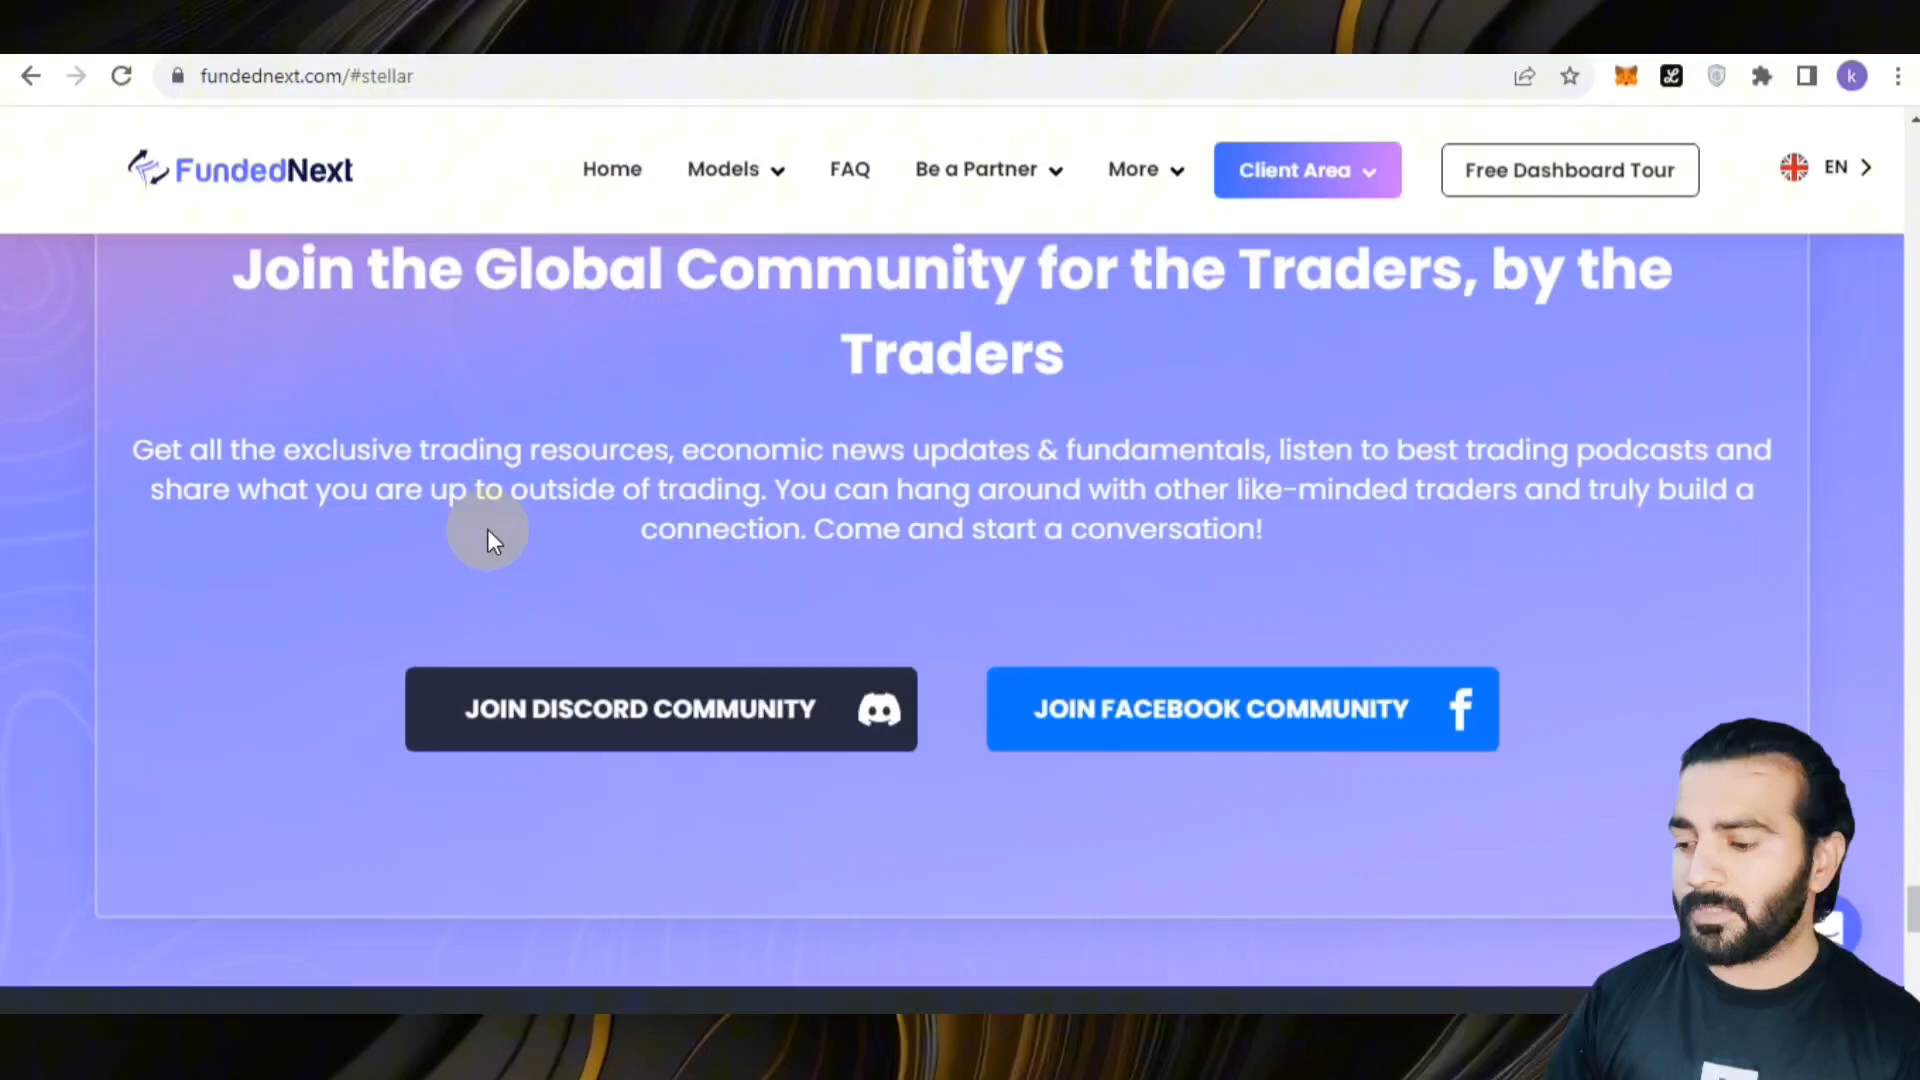 fundednext.com/#stellar
k
FundedNext
Home
Models
FAQ
Be a Partner
More
Client Area
Free Dashboard Tour
EN
Join the Global Community for the Traders, by the
Traders
Get all the exclusive trading resources, economic news updates & fundamentals, listen to best trading podcasts and
share what you are up to outside of trading. You can hang around with other like-minded traders and truly build a
connection. Come and start a conversation!
JOIN DISCORD COMMUNITY
JOIN FACEBOOK COMMUNITY